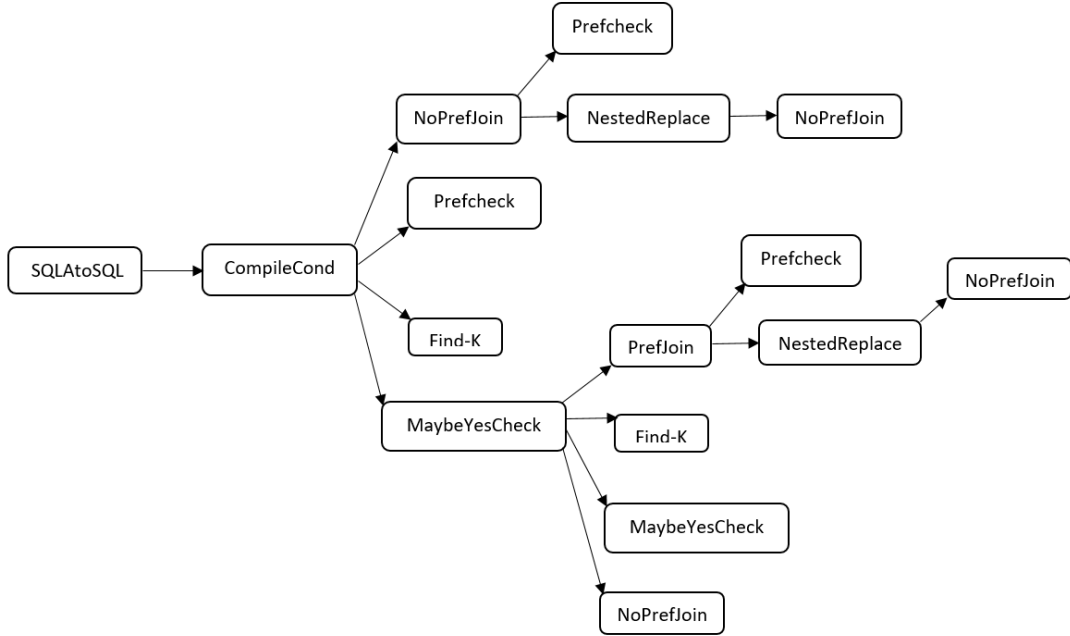 Prefcheck
NoPrefJoin
NestedReplace
NoPrefJoin
Prefcheck
SQLAtoSQL
CompileCond
Prefcheck
NoPrefJoin
Find-K
PrefJoin
NestedReplace
MaybeYesCheck
Find-K
MaybeYesCheck
NoPrefJoin